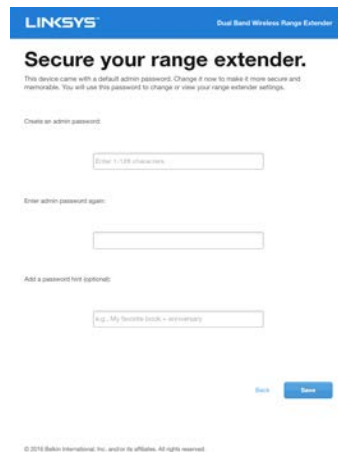 LINKSYS
Dual Band Wireless Range Extender
Secure your range extender.
This device came with a default admin password. Change it now to make it more secure and
memorable. You will use this password to change or view your range extender settings.
Create an admin password:
Enter 1-128 characters
Enter admin password again:
Add a password hint (optional):
e.g., My favorite book + anniversary
Back
Save
© 2016 Belkin International, Inc. and/or its affiliates. All rights reserved.